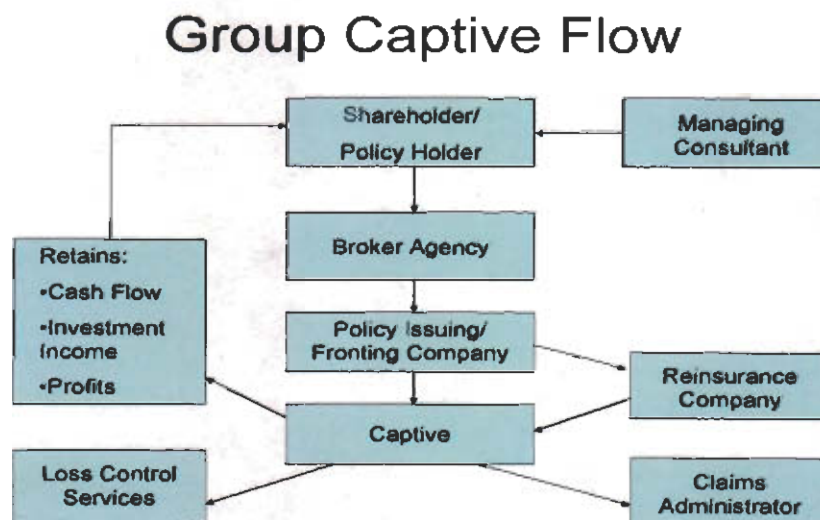 Group Captive Flow
Shareholder/
Policy Holder
Managing
Consultant
Broker Agency
Retains:
•Cash Flow
•Investment
Income
•Profits
Policy Issuing/
Fronting Company
Reinsurance
Company
Captive
Loss Control
Services
Claims
Administrator